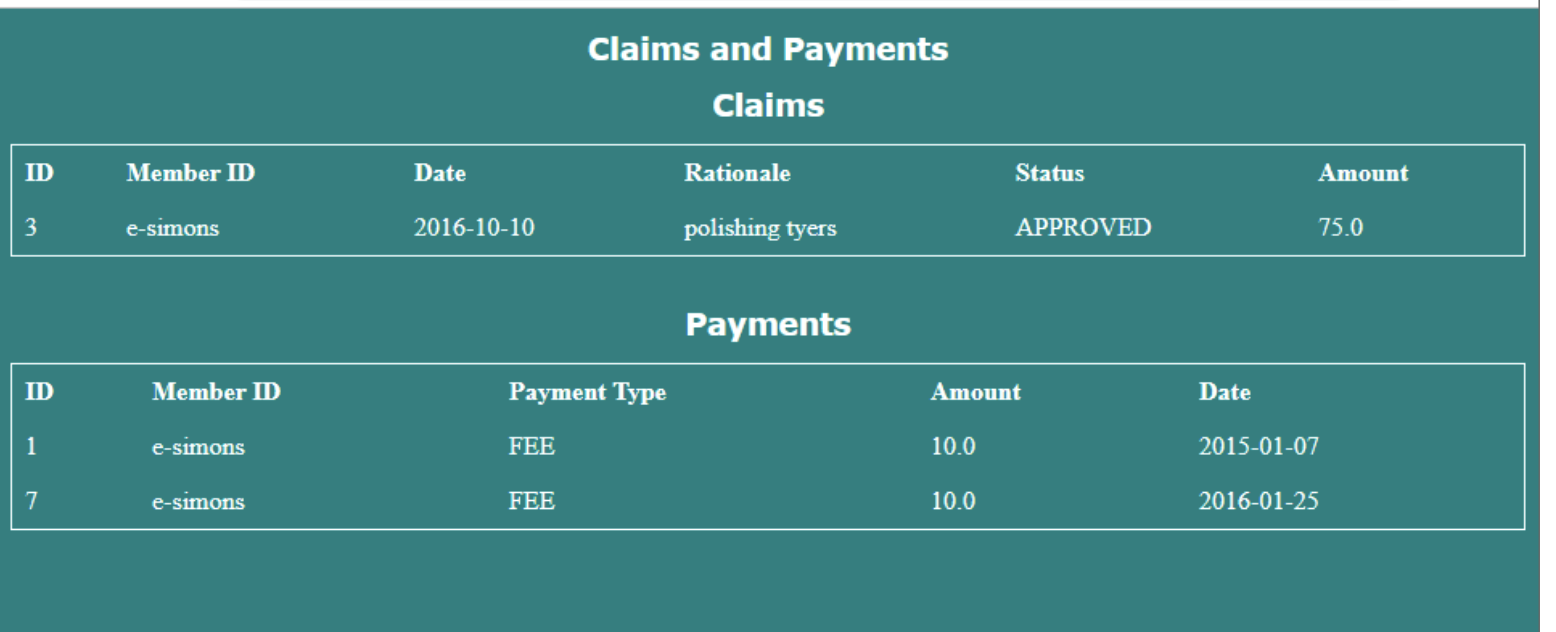 Claims and Payments
Claims
ID Member ID Date Rationale Status Amount
3 e-simons 2016-10-10 polishing tyers APPROVED 75.0
Payments
ID Member ID Payment Type Amount Date
1 e-simons FEE 10.0 2015-01-07
7 e-simons FEE 10.0 2016-01-25